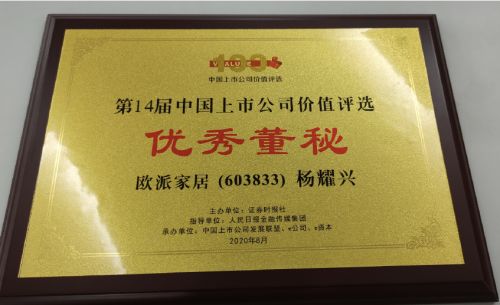 100
VALUE
中国上市公司价值评选
第14届中国上市公司价值评选
优秀董秘
欧派家居 (603833) 杨耀兴
主办单位：证券时报社
指导单位：人民日报金融传媒集团
承办单位：中国上市公司发展联盟、e公司、e资本
2020年8月